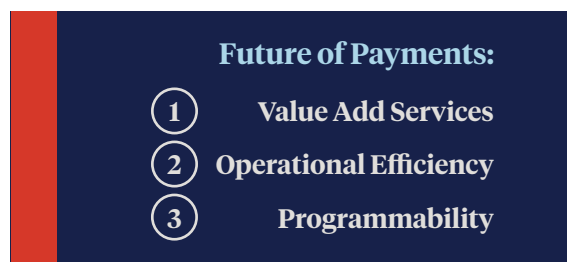 Future of Payments:
1 Value Add Services
2 Operational Efficiency
3 Programmability